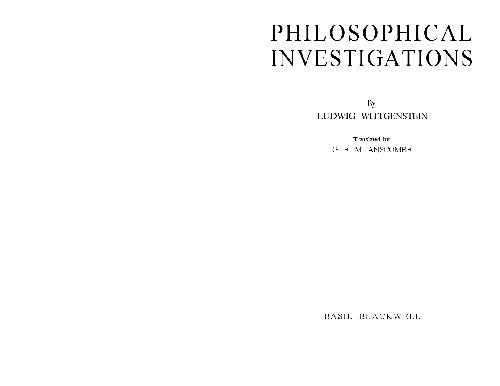 PHILOSOPHICAL
INVESTIGATIONS
By
LUDWIG WITTGENSTEIN
Translated by
G. E. M. ANSCOMBE
BASIL BLACKWELL